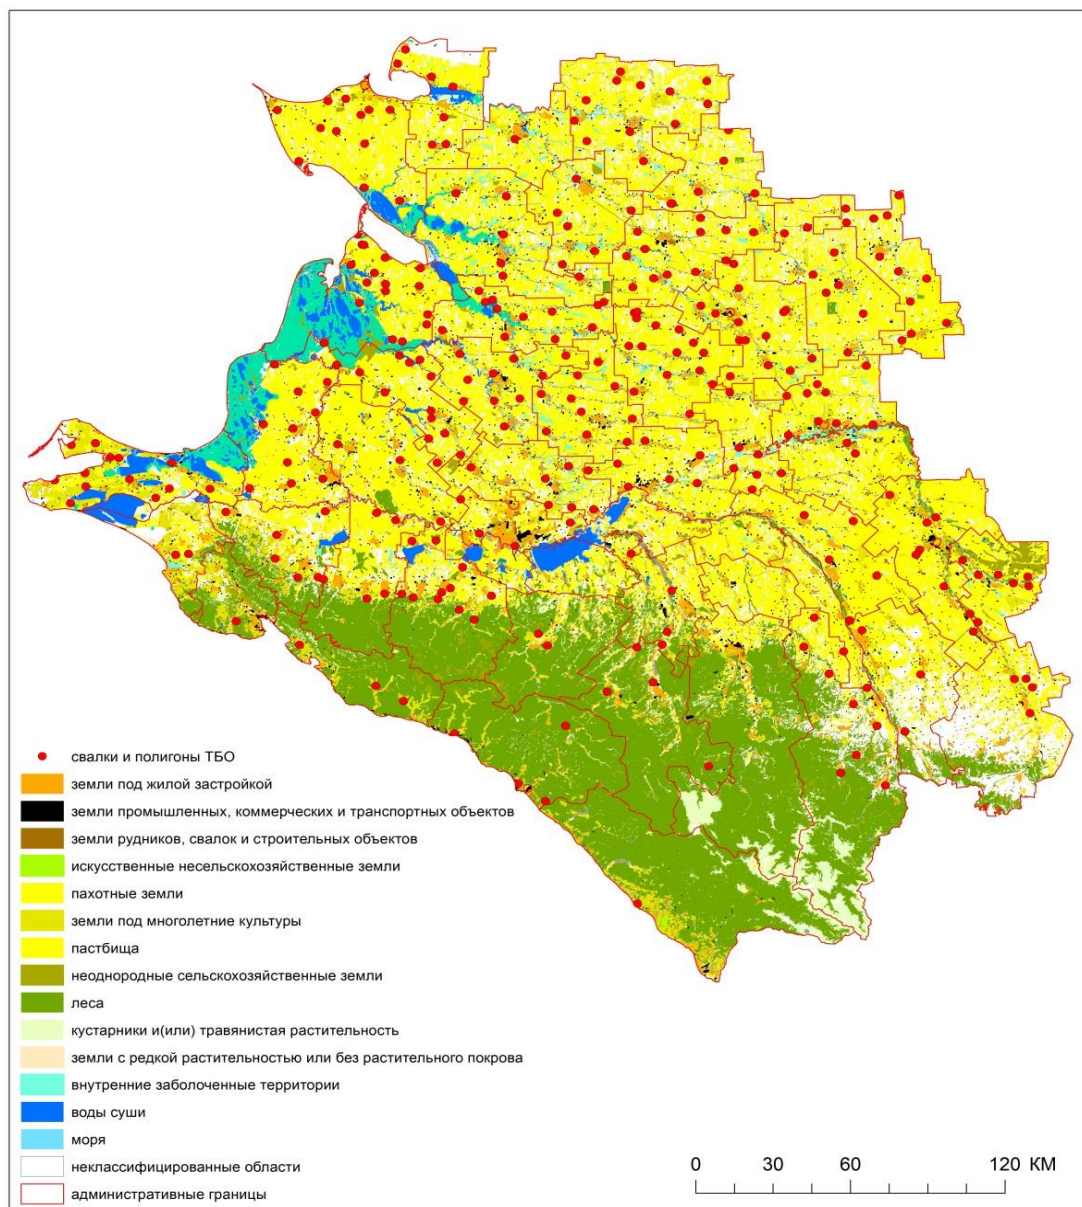 свалки и полигоны ТБО
земли под жилой застройкой
земли промышленных, коммерческих и транспортных объектов
земли рудников, свалок и строительных объектов
искусственные несельскохозяйственные земли
пахотные земли
земли под многолетние культуры
пастбища
неоднородные сельскохозяйственные земли
леса
кустарники и(или) травянистая растительность
земли с редкой растительностью или без растительного покрова
внутренние заболоченные территории
воды суши
моря
неклассифицированные области
административные границы
0 30 60 120 КМ